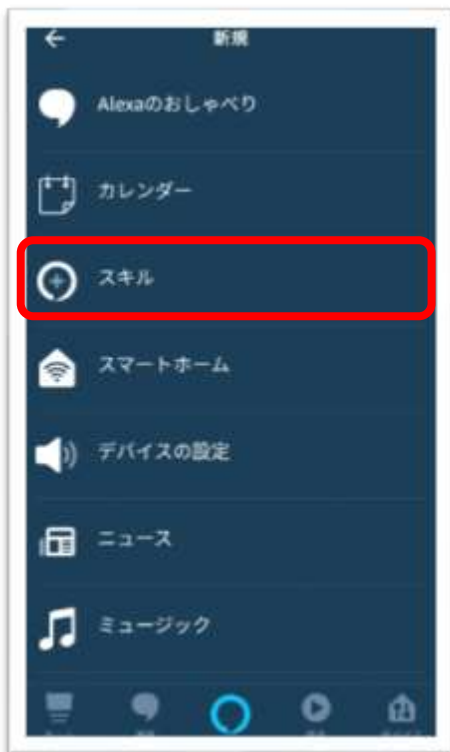 新規
Alexaのおしゃべり
カレンダー
スキル
スマートホーム
デバイスの設定
ニュース
ミュージック